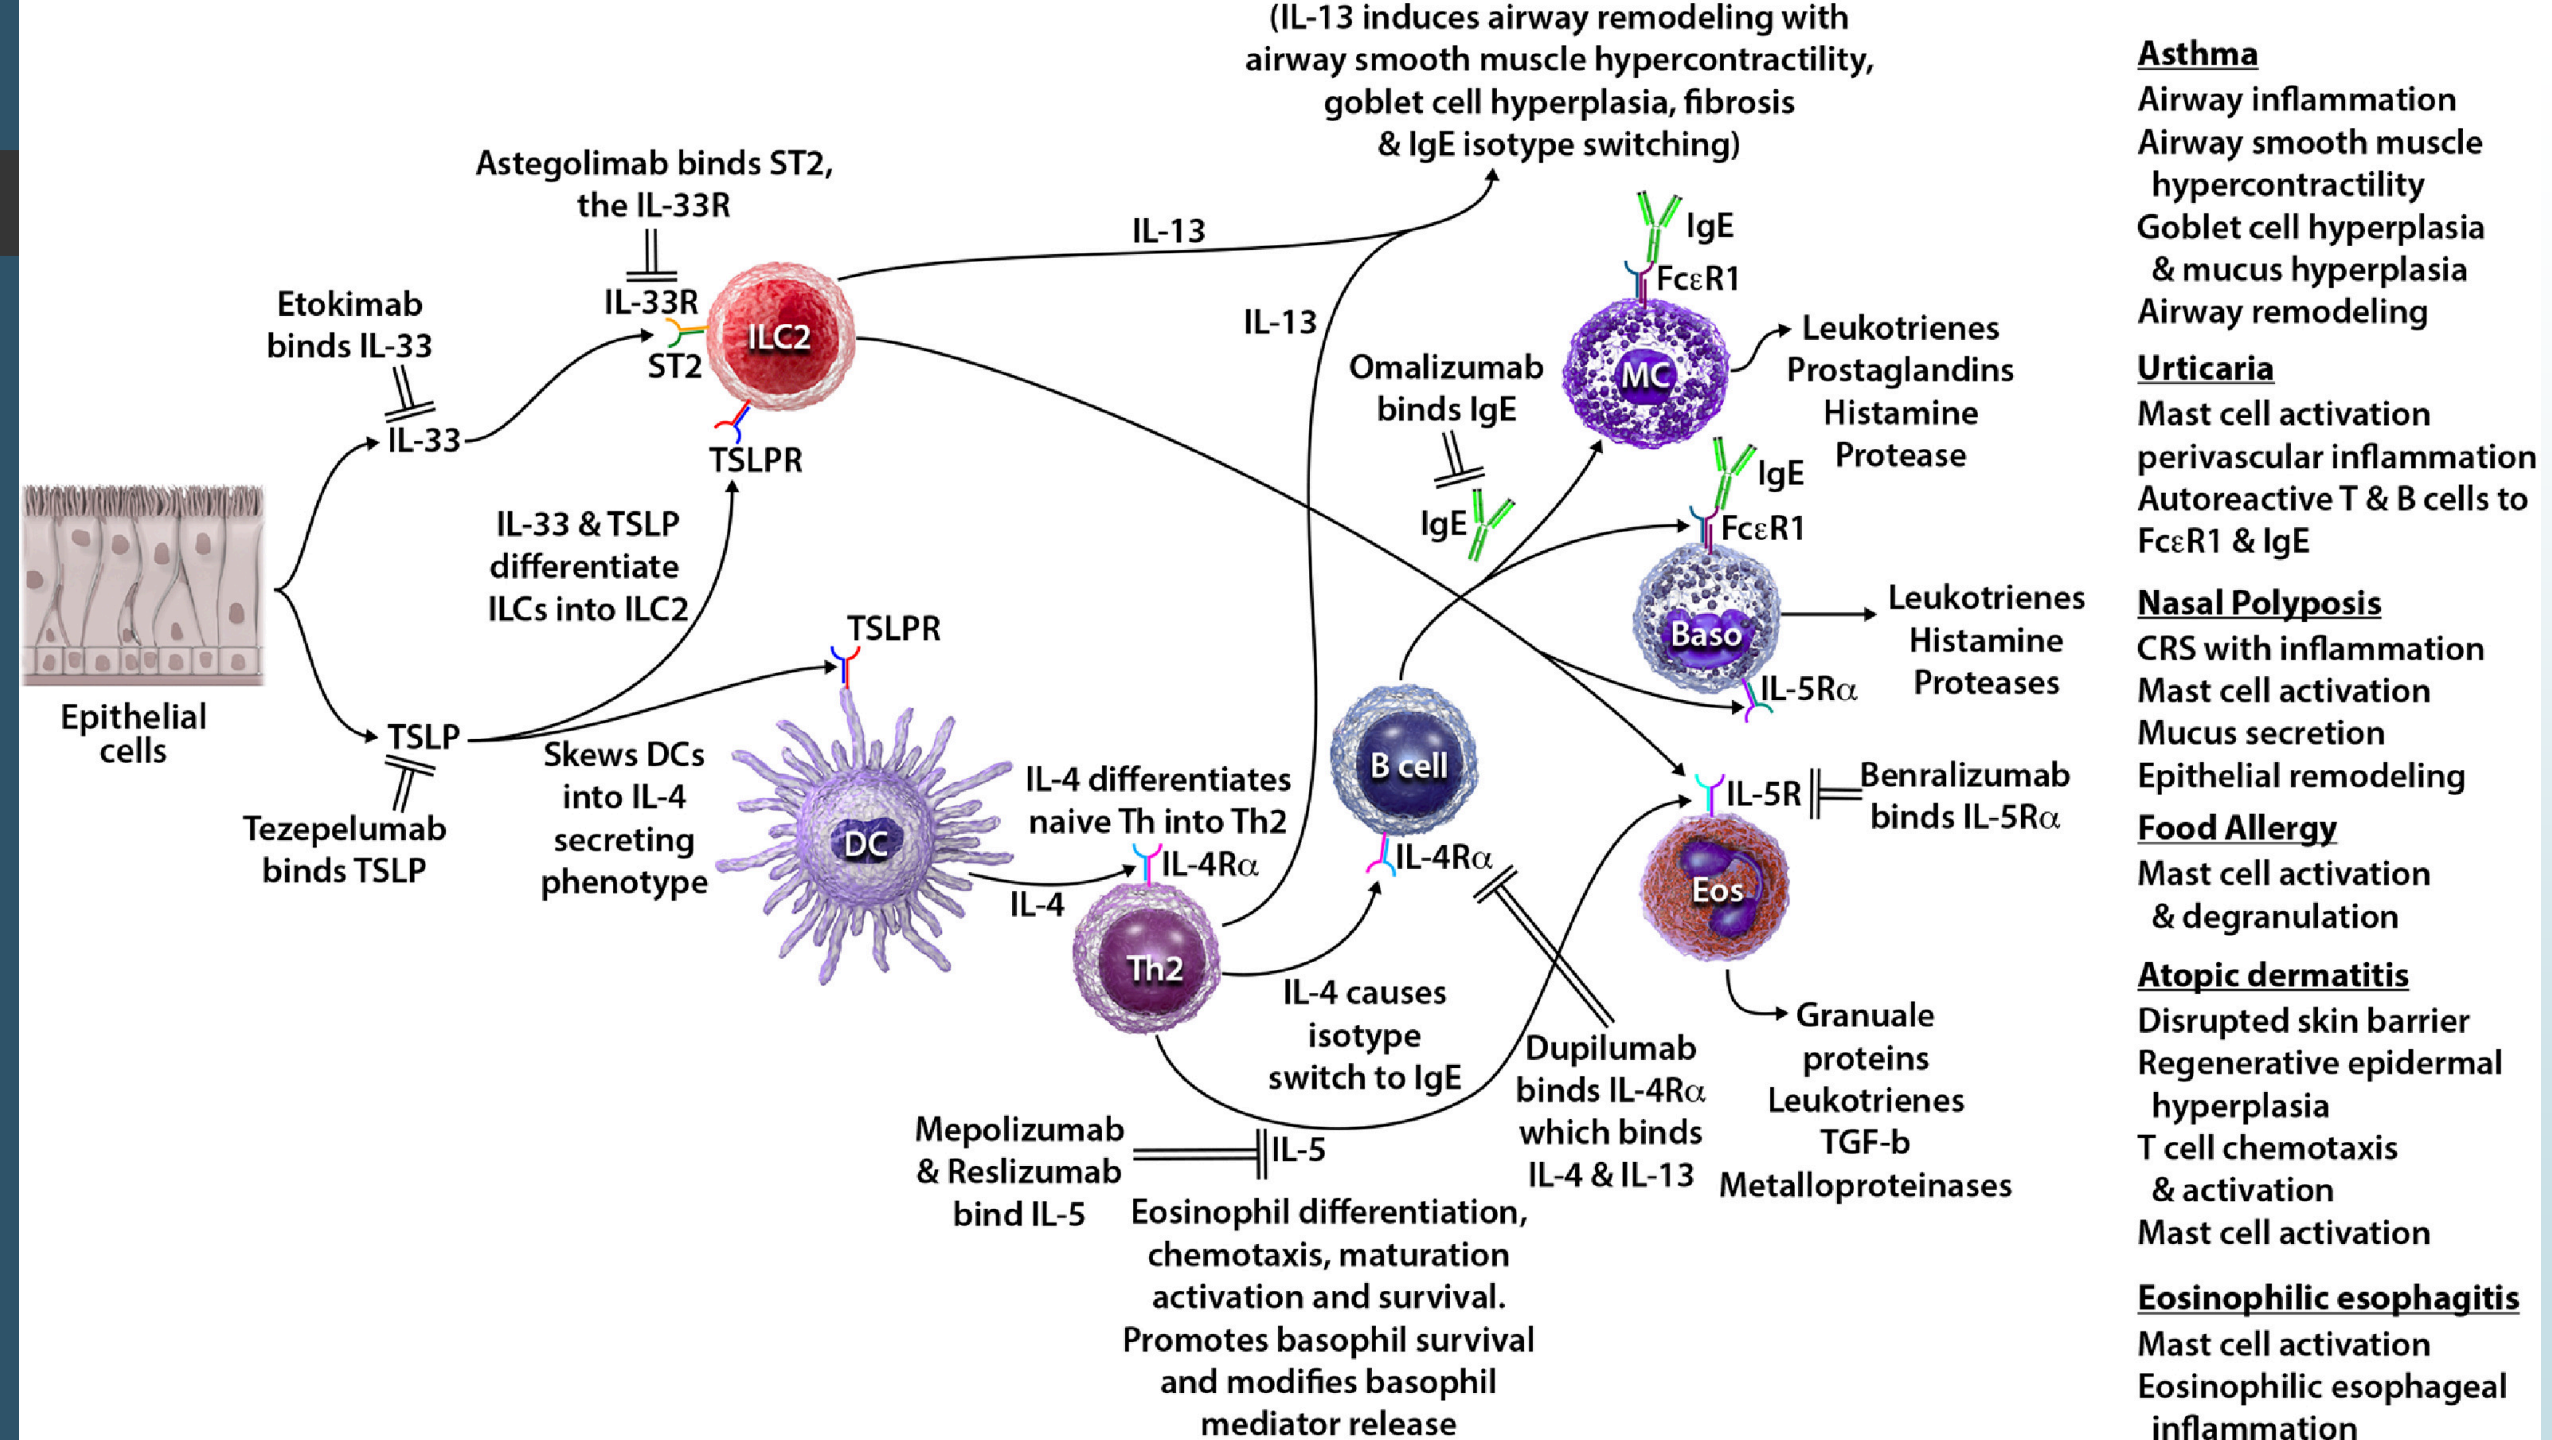 (IL-13 induces airway remodeling with
airway smooth muscle hypercontractility,
goblet cell hyperplasia, fibrosis
& IgE isotype switching)
Astegolimab binds ST2,
the IL-33R
Etokimab
binds IL-33
IL-33R
ST2
ILC2
IL-33
TSLPR
IL-33 & TSLP
differentiate
ILCs into ILC2
Epithelial
cells
TSLP
Tezepelumab
binds TSLP
Skews DCs
into IL-4
secreting
phenotype
TSLPR
DC
IL-13
IL-13
IL-4 differentiates
naive Th into Th2
IL-4Rα
IL-4
Th2
IL-4 causes
isotype
switch to IgE
Mepolizumab
& Reslizumab
bind IL-5
IL-5
Eosinophil differentiation,
chemotaxis, maturation
activation and survival.
Promotes basophil survival
and modifies basophil
mediator release
Omalizumab
binds IgE
IgE
B cell
IL-4Rα
Dupilumab
binds IL-4Rα
which binds
IL-4 & IL-13
IgE
FcεR1
MC
Leukotrienes
Prostaglandins
Histamine
Protease
IgE
FcεR1
Baso
Leukotrienes
Histamine
Proteases
IL-5Rα
IL-5R
Benralizumab
binds IL-5Rα
Eos
Granuale
proteins
Leukotrienes
TGF-b
Metalloproteinases
Asthma
Airway inflammation
Airway smooth muscle
hypercontractility
Goblet cell hyperplasia
& mucus hyperplasia
Airway remodeling
Urticaria
Mast cell activation
perivascular inflammation
Autoreactive T & B cells to
FcεR1 & IgE
Nasal Polyposis
CRS with inflammation
Mast cell activation
Mucus secretion
Epithelial remodeling
Food Allergy
Mast cell activation
& degranulation
Atopic dermatitis
Disrupted skin barrier
Regenerative epidermal
hyperplasia
T cell chemotaxis
& activation
Mast cell activation
Eosinophilic esophagitis
Mast cell activation
Eosinophilic esophageal
inflammation